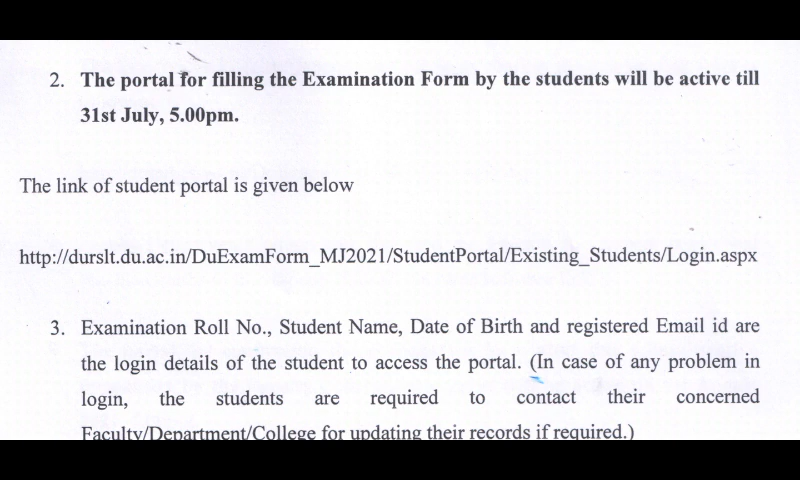 2. The portal for filling the Examination Form by the students will be active till
31st July, 5.00pm.
The link of student portal is given below
http://durslt.du.ac.in/DuExamForm_MJ2021/StudentPortal/Existing_Students/Login.aspx
3. Examination Roll No., Student Name, Date of Birth and registered Email id are
the login details of the student to access the portal. (In case of any problem in
login, the students are required to contact their concerned
Faculty/Department/College for updating their records if required.)